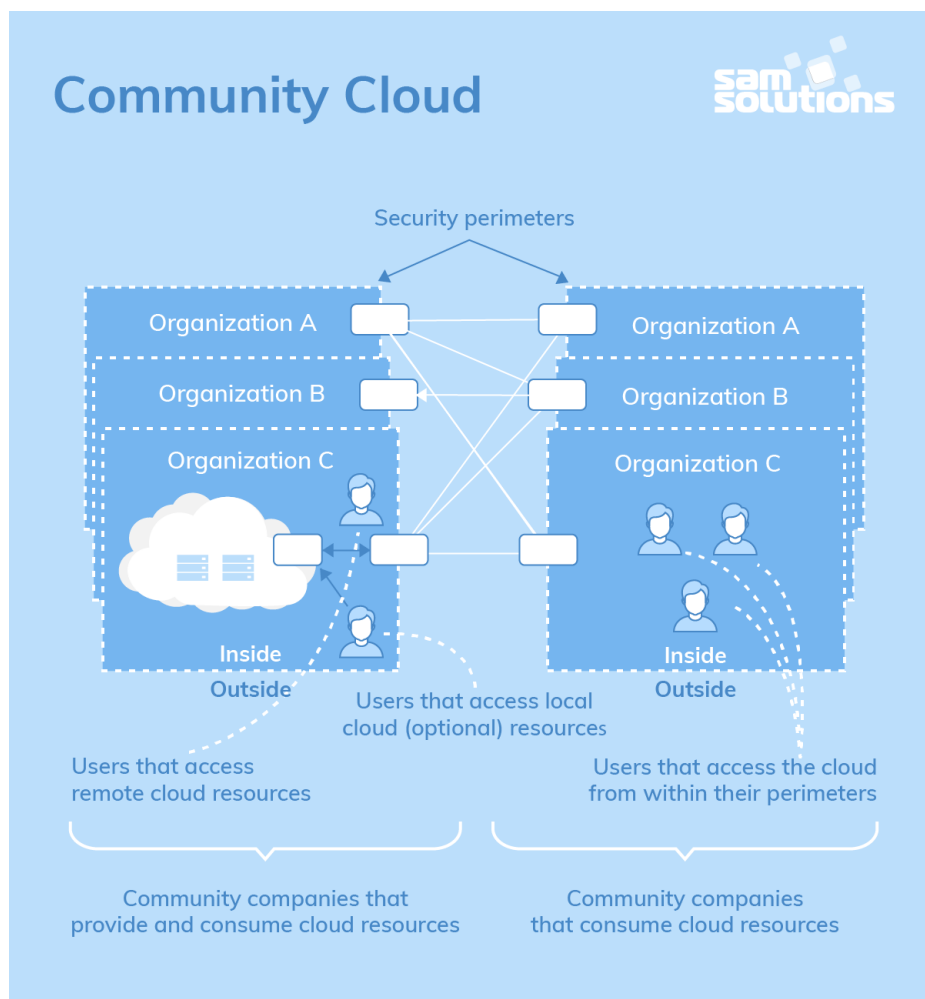 Community Cloud
sam
solutions
Security perimeters
Organization A
Organization B
Organization C
Inside
Outside
Organization A
Organization B
Organization C
Inside
Outside
Users that access local
cloud (optional) resources
Users that access
remote cloud resources
Users that access the cloud
from within their perimeters
Community companies that
provide and consume cloud resources
Community companies
that consume cloud resources